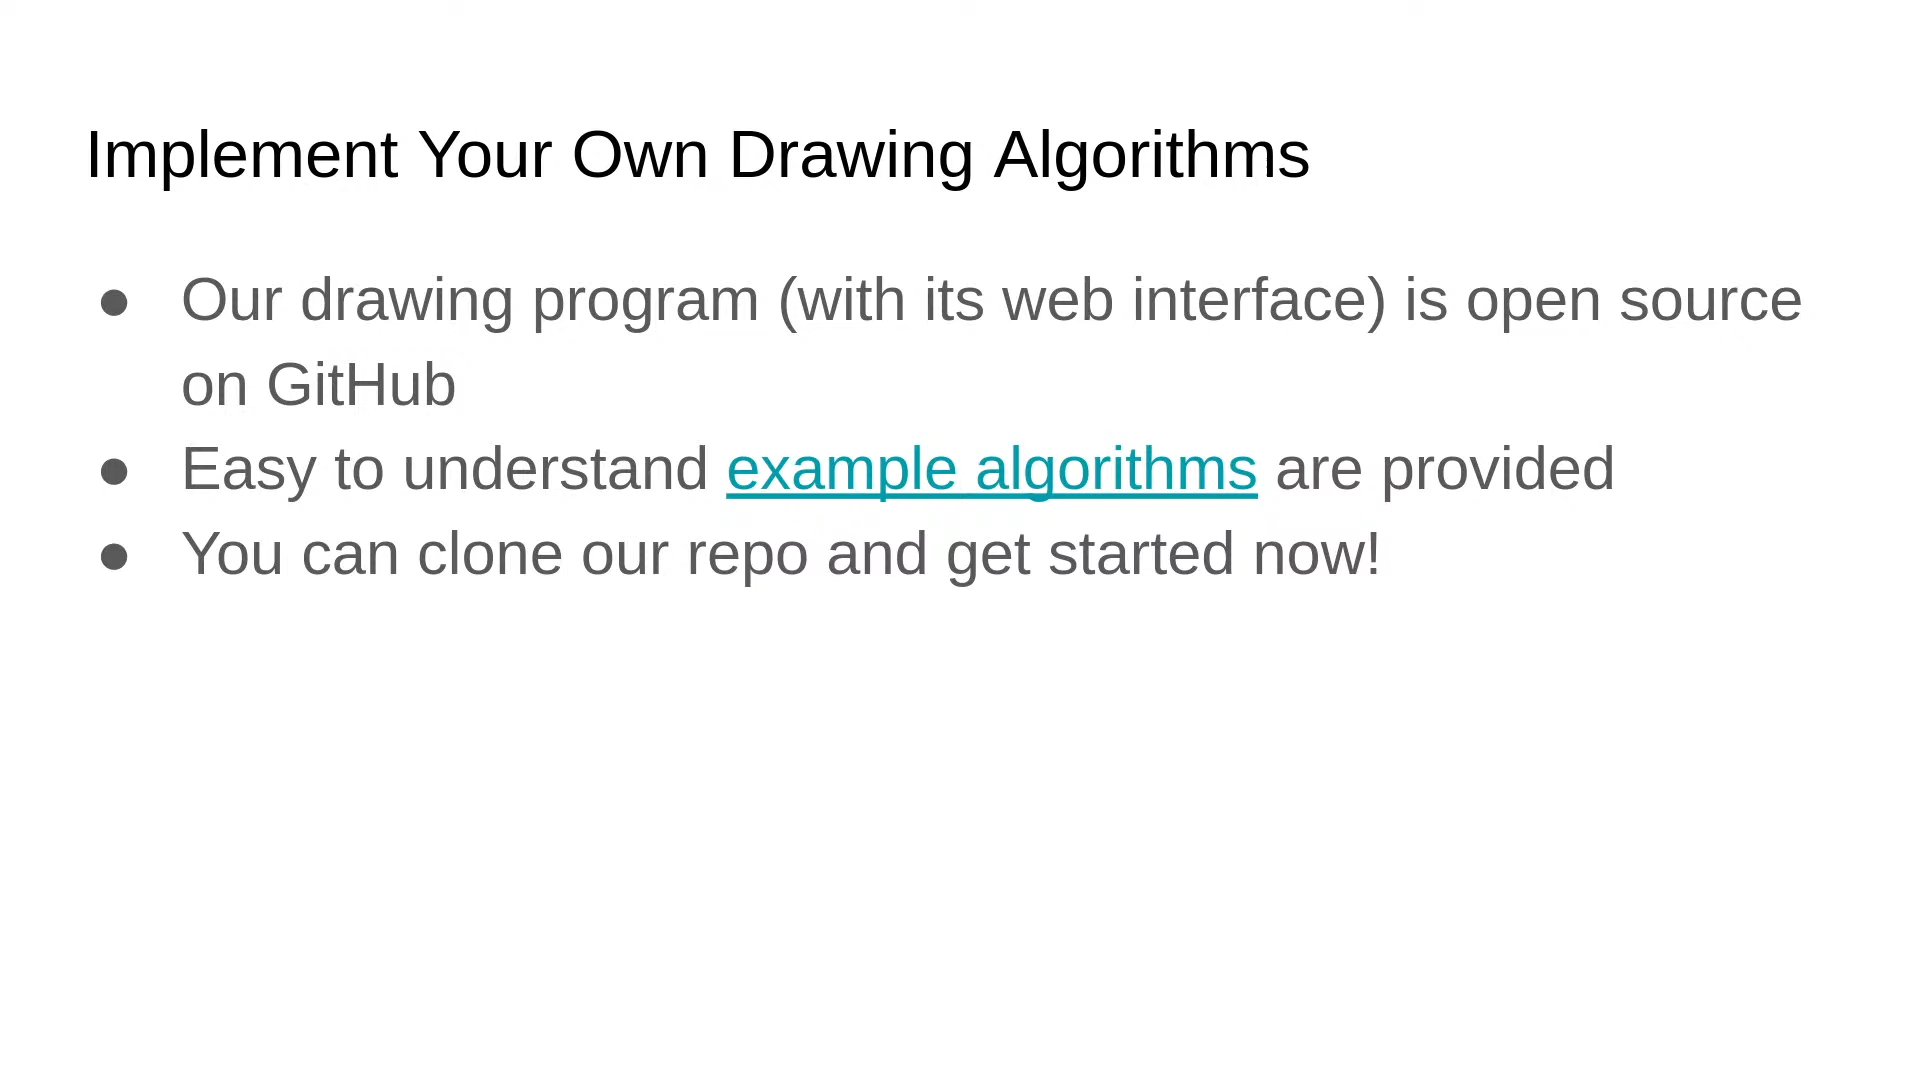 Implement Your Own Drawing Algorithms
● Our drawing program (with its web interface) is open source
on GitHub
● Easy to understand example algorithms are provided
● You can clone our repo and get started now!